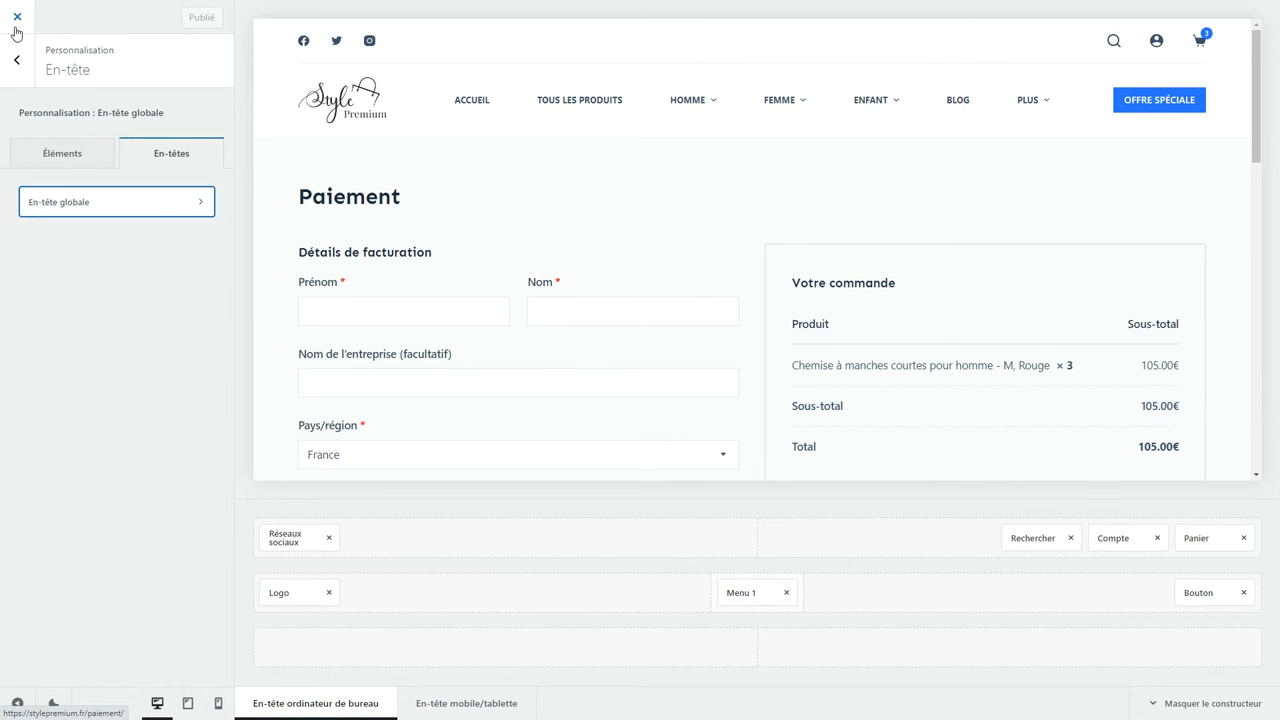 Publié
Personnalisation
En-tête
Personnalisation : En-tête globale
Éléments
En-têtes
En-tête globale
3
Style
Premium
ACCUEIL
TOUS LES PRODUITS
HOMME
FEMME
ENFANT
BLOG
PLUS
OFFRE SPÉCIALE
Paiement
Détails de facturation
Prénom *
Nom *
Nom de l'entreprise (facultatif)
Pays/région *
France
Votre commande
Produit
Sous-total
Chemise à manches courtes pour homme - M, Rouge × 3
105.00€
Sous-total
105.00€
Total
105.00€
Réseaux
sociaux ×
Rechercher ×
Compte ×
Panier ×
Logo ×
Menu 1 ×
Bouton ×
https://stylepremium.fr/paiement/
En-tête ordinateur de bureau
En-tête mobile/tablette
Masquer le constructeur